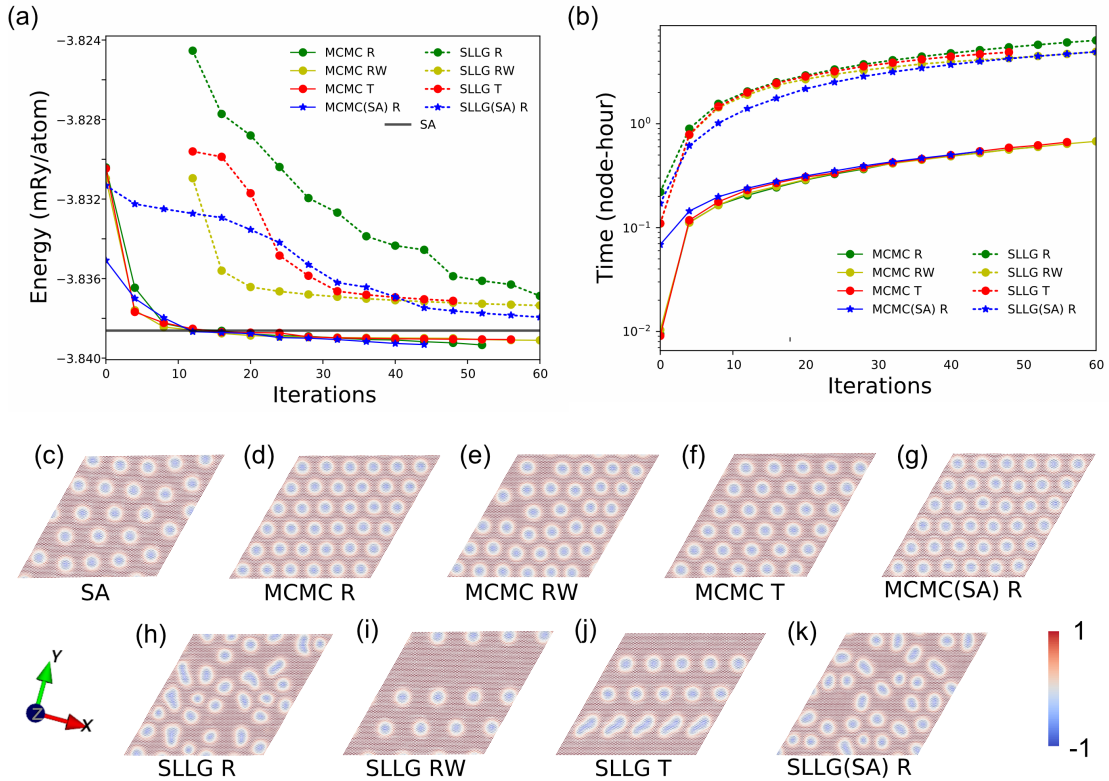 (a)
−3.824
−3.828
−3.832
−3.836
−3.840
Energy (mRy/atom)
MCMC R
MCMC RW
MCMC T
MCMC(SA) R
SLLG R
SLLG RW
SLLG T
SLLG(SA) R
SA
0 10 20 30 40 50 60
Iterations
(b)
10⁰
10⁻¹
10⁻²
Time (node-hour)
MCMC R
MCMC RW
MCMC T
MCMC(SA) R
SLLG R
SLLG RW
SLLG T
SLLG(SA) R
0 10 20 30 40 50 60
Iterations
(c) (d) (e) (f) (g)
SA MCMC R MCMC RW MCMC T MCMC(SA) R
(h) (i) (j) (k)
SLLG R SLLG RW SLLG T SLLG(SA) R
Y
Z
X
1
-1